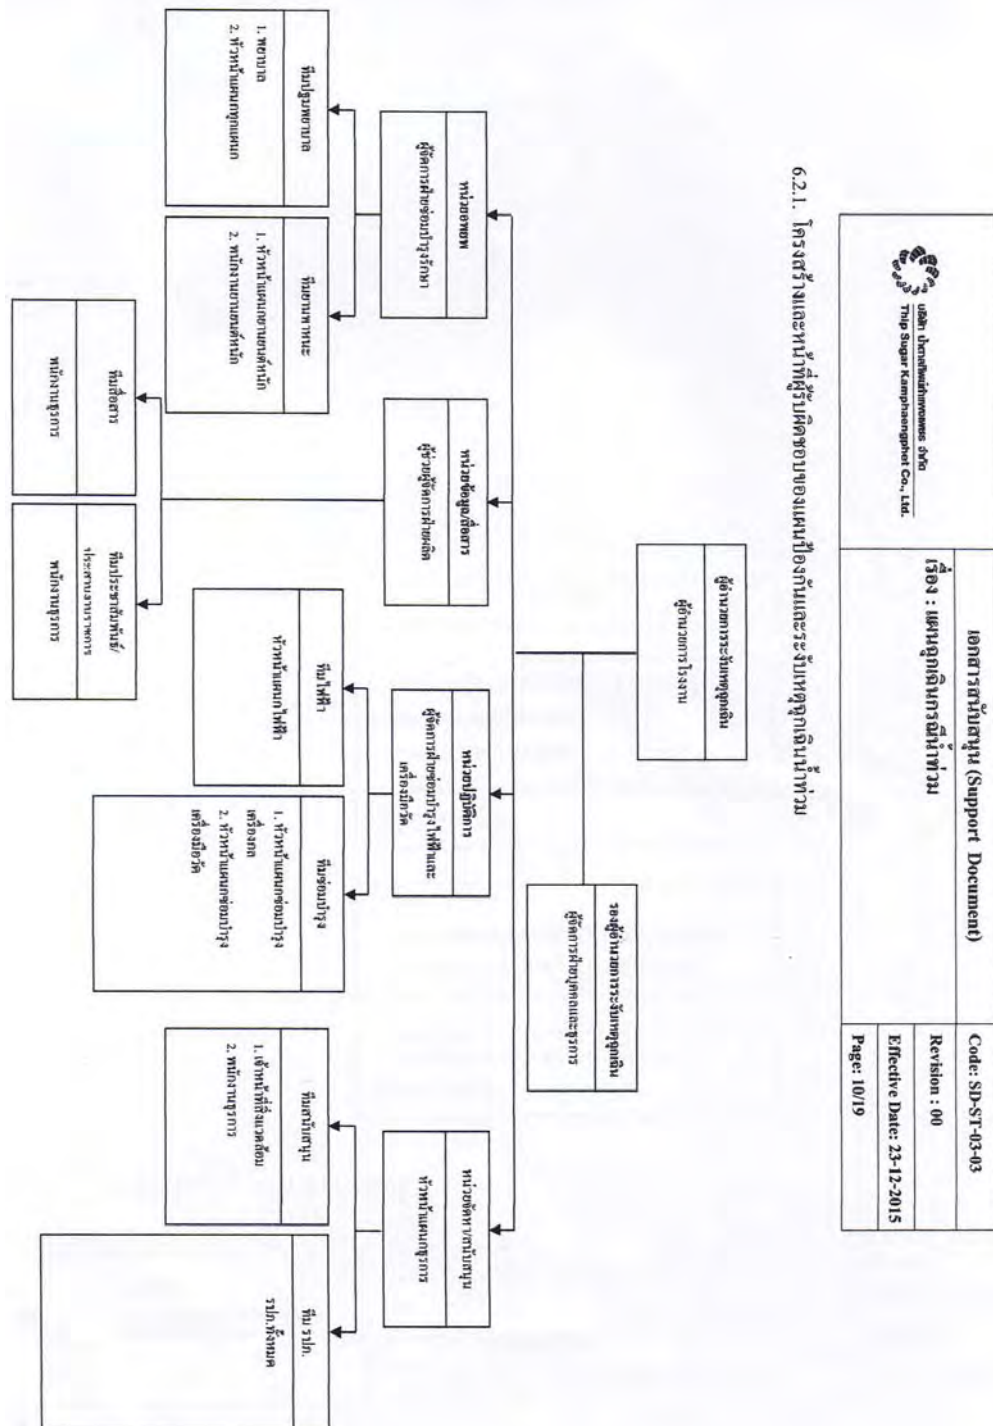 บริษัท น้ำตาลทิพย์กำแพงเพชร จำกัด
Thip Sugar Kamphaengphet Co., Ltd.
เอกสารสนับสนุน (Support Document)
เรื่อง : แผนฉุกเฉินกรณีน้ำท่วม
Code: SD-ST-03-03
Revision : 00
Effective Date: 23-12-2015
Page: 10/19
6.2.1. โครงสร้างและหน้าที่ผู้รับผิดชอบของแผนป้องกันและระงับเหตุฉุกเฉินน้ำท่วม
ผู้อำนวยการระงับเหตุฉุกเฉิน
ผู้อำนวยการโรงงาน
รองผู้อำนวยการระงับเหตุฉุกเฉิน
ผู้จัดการฝ่ายบุคคลและธุรการ
หน่วยอพยพ
ผู้จัดการฝ่ายซ่อมบำรุงรักษา
หน่วยข้อมูล/สื่อสาร
ผู้ช่วยผู้จัดการฝ่ายผลิต
หน่วยปฏิบัติการ
ผู้จัดการฝ่ายซ่อมบำรุงไฟฟ้าและ
เครื่องมือวัด
หน่วยจัดหา/สนับสนุน
หัวหน้าแผนกธุรการ
ทีมปฐมพยาบาล
1. พยาบาล
2. หัวหน้าแผนกทุกแผนก
ทีมยานพาหนะ
1. หัวหน้าแผนกยานยนต์หนัก
2. พนักงานยานยนต์หนัก
ทีมสื่อสาร
พนักงานธุรการ
ทีมประชาสัมพันธ์/
ประสานงานราชการ
พนักงานธุรการ
ทีมไฟฟ้า
หัวหน้าแผนกไฟฟ้า
ทีมซ่อมบำรุง
1. หัวหน้าแผนกซ่อมบำรุง
เครื่องกล
2. หัวหน้าแผนกซ่อมบำรุง
เครื่องมือวัด
ทีมสนับสนุน
1. เจ้าหน้าที่สิ่งแวดล้อม
2. พนักงานธุรการ
ทีม รปภ.
รปภ.ทั้งหมด